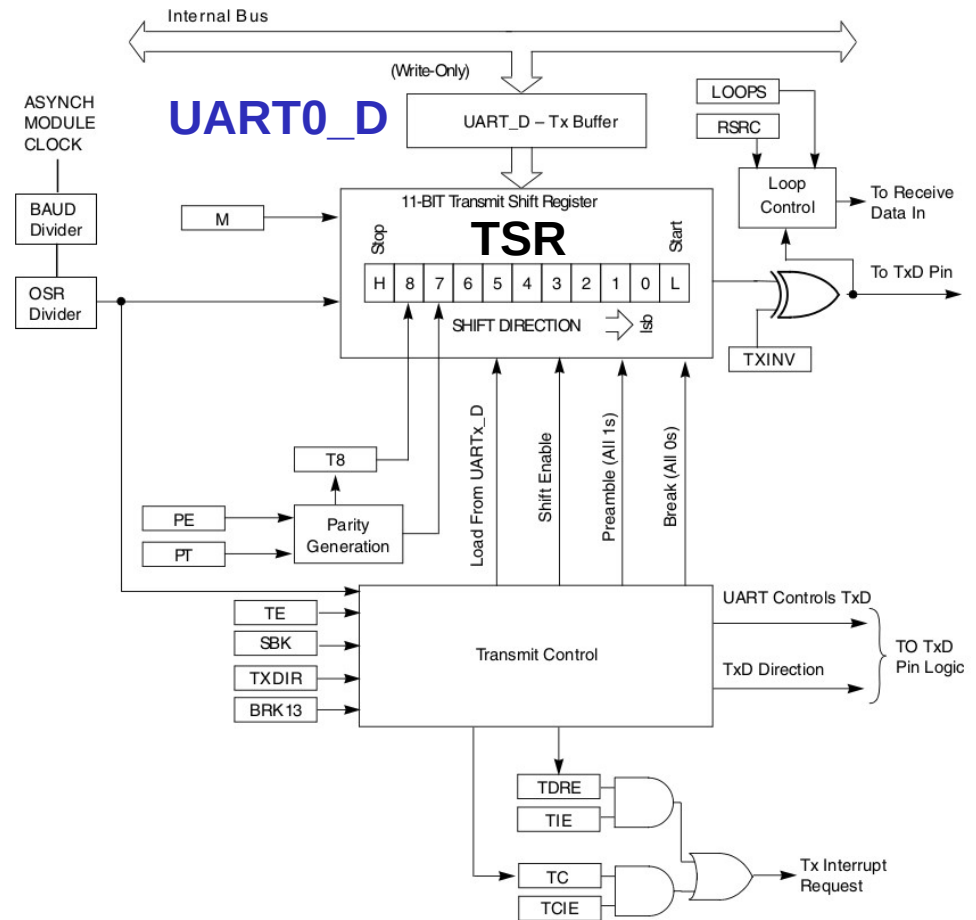 Internal Bus
(Write-Only)
UART0_D
ASYNCH
MODULE
CLOCK
UART_D – Tx Buffer
LOOPS
RSRC
Loop
Control
To Receive
Data In
BAUD
Divider
M
11-BIT Transmit Shift Register
TSR
Stop
Start
H 8 7 6 5 4 3 2 1 0 L
SHIFT DIRECTION
lsb
To TxD Pin
OSR
Divider
TXINV
T8
PE
PT
Parity
Generation
Load From UARTx_D
Shift Enable
Preamble (All 1s)
Break (All 0s)
TE
SBK
TXDIR
BRK13
Transmit Control
UART Controls TxD
TxD Direction
TO TxD
Pin Logic
TDRE
TIE
TC
TCIE
Tx Interrupt
Request